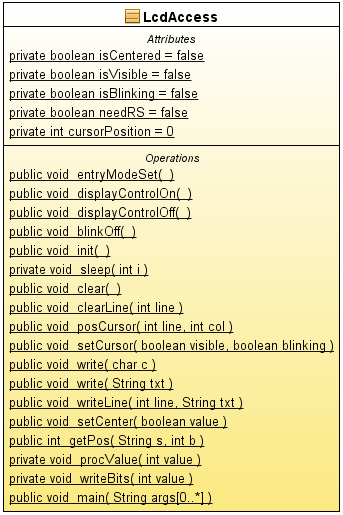 LcdAccess
Attributes
private boolean isCentered = false
private boolean isVisible = false
private boolean isBlinking = false
private boolean needRS = false
private int cursorPosition = 0
Operations
public void entryModeSet( )
public void displayControlOn( )
public void displayControlOff( )
public void blinkOff( )
public void init( )
private void sleep( int i )
public void clear( )
public void clearLine( int line )
public void posCursor( int line, int col )
public void setCursor( boolean visible, boolean blinking )
public void write( char c )
public void write( String txt )
public void writeLine( int line, String txt )
public void setCenter( boolean value )
public int getPos( String s, int b )
private void procValue( int value )
private void writeBits( int value )
public void main( String args[0..*] )